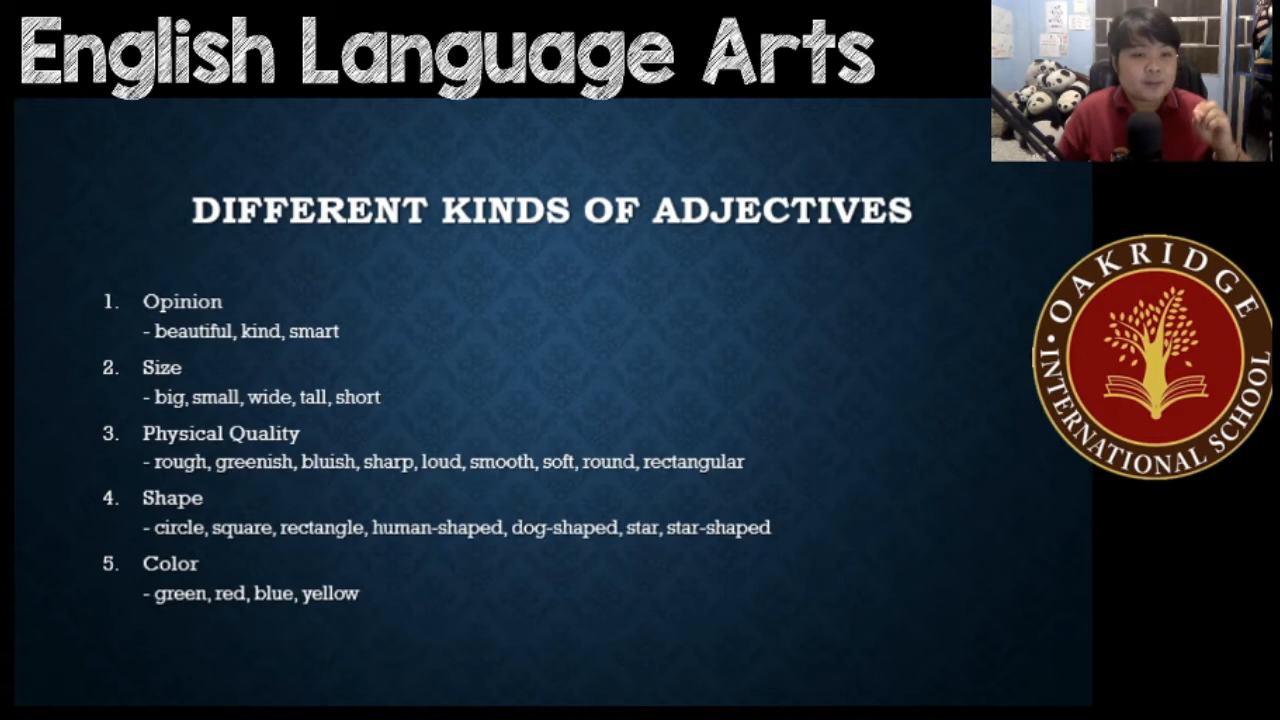 English Language Arts
DIFFERENT KINDS OF ADJECTIVES
1. Opinion
- beautiful, kind, smart
2. Size
- big, small, wide, tall, short
3. Physical Quality
- rough, greenish, bluish, sharp, loud, smooth, soft, round, rectangular
4. Shape
- circle, square, rectangle, human-shaped, dog-shaped, star, star-shaped
5. Color
- green, red, blue, yellow
OAKRIDGE
• INTERNATIONAL SCHOOL